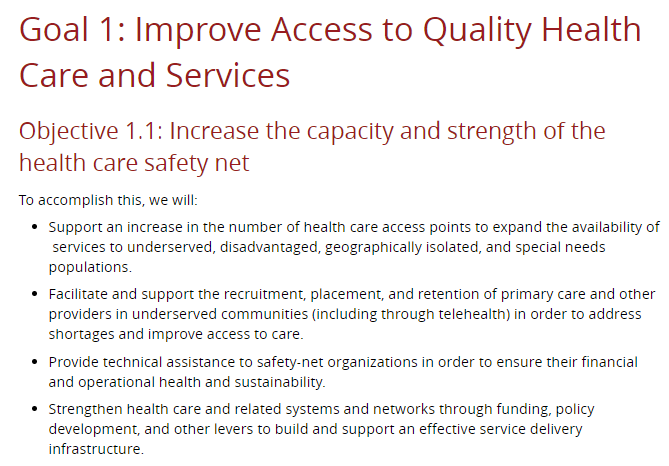 Goal 1: Improve Access to Quality Health
Care and Services
Objective 1.1: Increase the capacity and strength of the
health care safety net
To accomplish this, we will:
• Support an increase in the number of health care access points to expand the availability of
services to underserved, disadvantaged, geographically isolated, and special needs
populations.
• Facilitate and support the recruitment, placement, and retention of primary care and other
providers in underserved communities (including through telehealth) in order to address
shortages and improve access to care.
• Provide technical assistance to safety-net organizations in order to ensure their financial
and operational health and sustainability.
• Strengthen health care and related systems and networks through funding, policy
development, and other levers to build and support an effective service delivery
infrastructure.